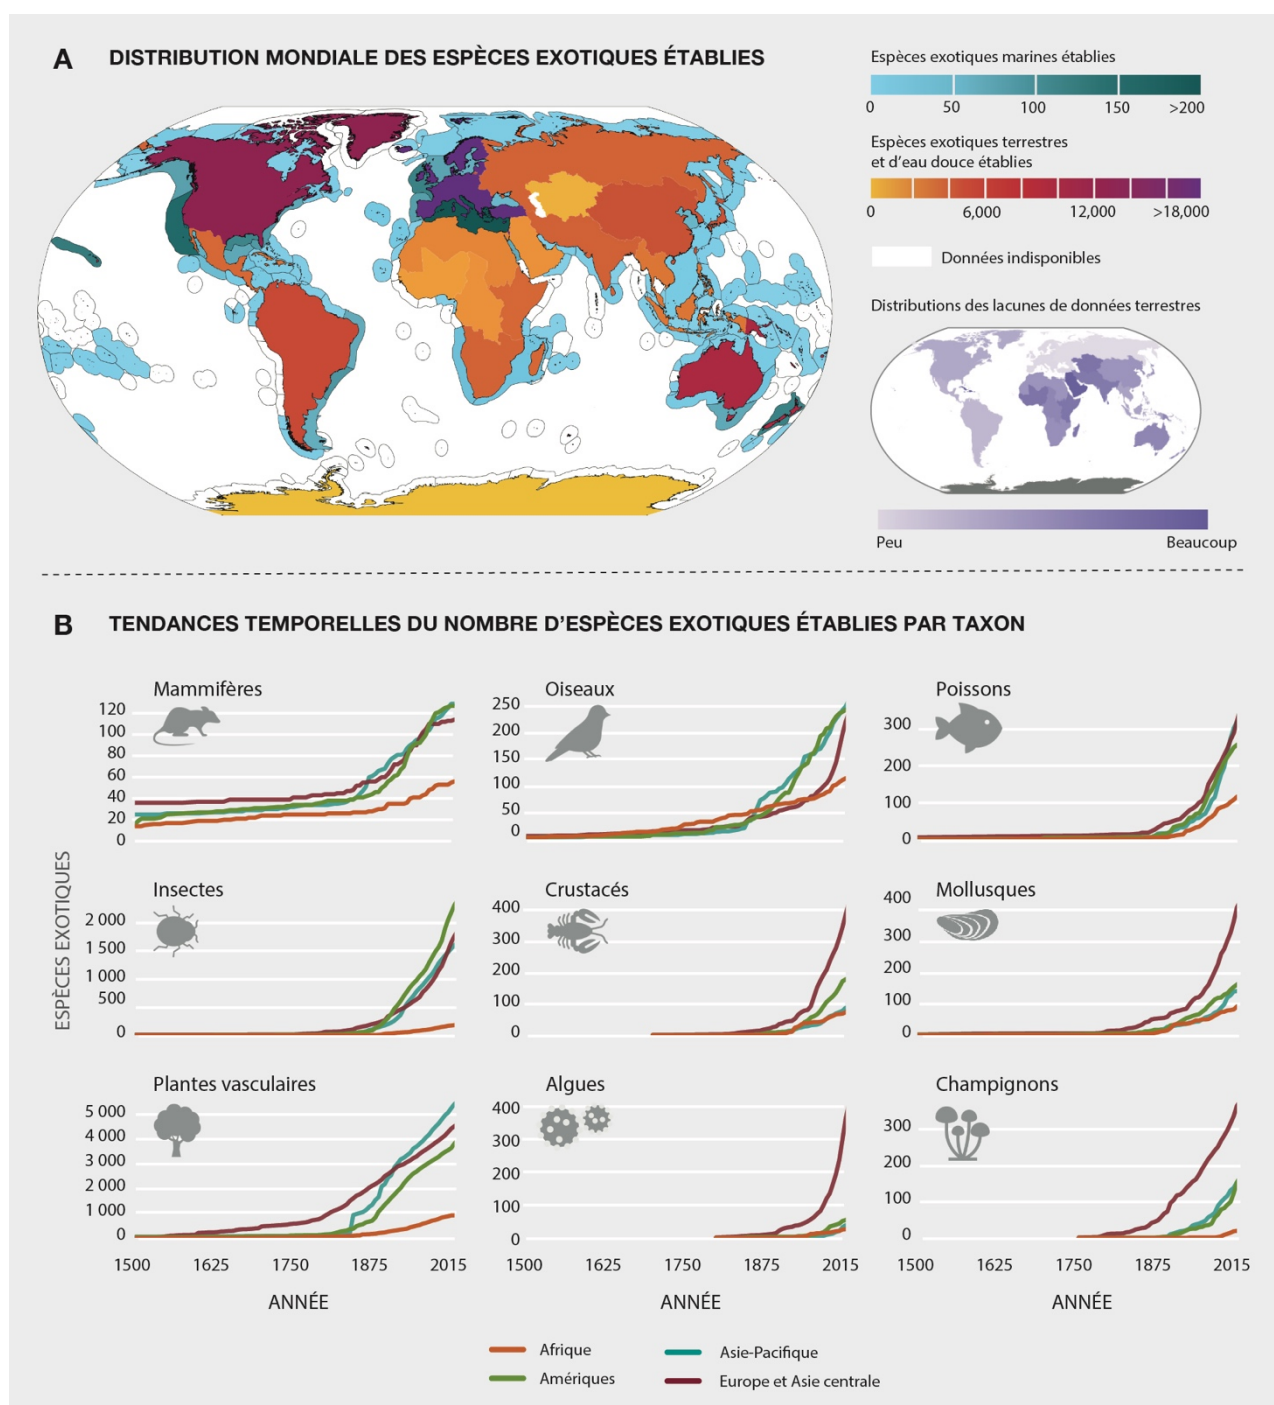 A DISTRIBUTION MONDIALE DES ESPÈCES EXOTIQUES ÉTABLIES
Espèces exotiques marines établies
0 50 100 150 >200
Espèces exotiques terrestres
et d'eau douce établies
0 6,000 12,000 >18,000
Données indisponibles
Distributions des lacunes de données terrestres
Peu Beaucoup
B TENDANCES TEMPORELLES DU NOMBRE D'ESPÈCES EXOTIQUES ÉTABLIES PAR TAXON
ESPÈCES EXOTIQUES
Mammifères
120
100
80
60
40
20
0
Oiseaux
250
200
150
100
50
0
Poissons
300
200
100
0
Insectes
2 000
1 500
1 000
500
0
Crustacés
400
300
200
100
0
Mollusques
400
300
200
100
0
Plantes vasculaires
5 000
4 000
3 000
2 000
1 000
0
Algues
400
300
200
100
0
Champignons
300
200
100
0
1500 1625 1750 1875 2015
1500 1625 1750 1875 2015
1500 1625 1750 1875 2015
ANNÉE ANNÉE ANNÉE
Afrique
Asie-Pacifique
Amériques
Europe et Asie centrale